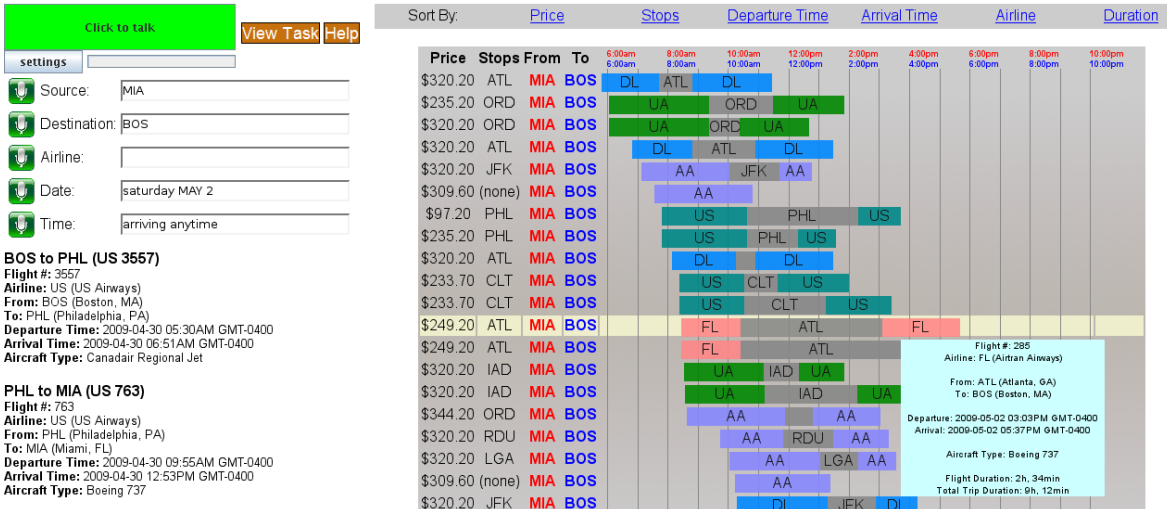 Click to talk
View Task Help
settings
Source: MIA
Destination: BOS
Airline:
Date: saturday MAY 2
Time: arriving anytime
BOS to PHL (US 3557)
Flight #: 3557
Airline: US (US Airways)
From: BOS (Boston, MA)
To: PHL (Philadelphia, PA)
Departure Time: 2009-04-30 05:30AM GMT-0400
Arrival Time: 2009-04-30 06:51AM GMT-0400
Aircraft Type: Canadair Regional Jet
PHL to MIA (US 763)
Flight #: 763
Airline: US (US Airways)
From: PHL (Philadelphia, PA)
To: MIA (Miami, FL)
Departure Time: 2009-04-30 09:55AM GMT-0400
Arrival Time: 2009-04-30 12:53PM GMT-0400
Aircraft Type: Boeing 737
Sort By: Price Stops Departure Time Arrival Time Airline Duration
Price Stops From To
6:00am 8:00am 10:00am 12:00pm 2:00pm 4:00pm 6:00pm 8:00pm 10:00pm
6:00am 8:00am 10:00am 12:00pm 2:00pm 4:00pm 6:00pm 8:00pm 10:00pm
$320.20 ATL MIA BOS DL ATL DL
$235.20 ORD MIA BOS UA ORD UA
$320.20 ORD MIA BOS UA ORD UA
$320.20 ATL MIA BOS DL ATL DL
$320.20 JFK MIA BOS AA JFK AA
$309.60 (none) MIA BOS AA
$97.20 PHL MIA BOS US PHL US
$235.20 PHL MIA BOS US PHL US
$320.20 ATL MIA BOS DL DL
$233.70 CLT MIA BOS US CLT US
$233.70 CLT MIA BOS US CLT US
$249.20 ATL MIA BOS FL ATL FL
$249.20 ATL MIA BOS FL ATL
$320.20 IAD MIA BOS UA IAD UA
$320.20 IAD MIA BOS UA IAD UA
$344.20 ORD MIA BOS AA AA
$320.20 RDU MIA BOS AA RDU AA
$320.20 LGA MIA BOS AA LGA AA
$309.60 (none) MIA BOS AA
$320.20 JFK MIA BOS DL JFK DL
Flight #: 285
Airline: FL (Airtran Airways)
From: ATL (Atlanta, GA)
To: BOS (Boston, MA)
Departure: 2009-05-02 03:03PM GMT-0400
Arrival: 2009-05-02 05:37PM GMT-0400
Aircraft Type: Boeing 737
Flight Duration: 2h, 34min
Total Trip Duration: 9h, 12min